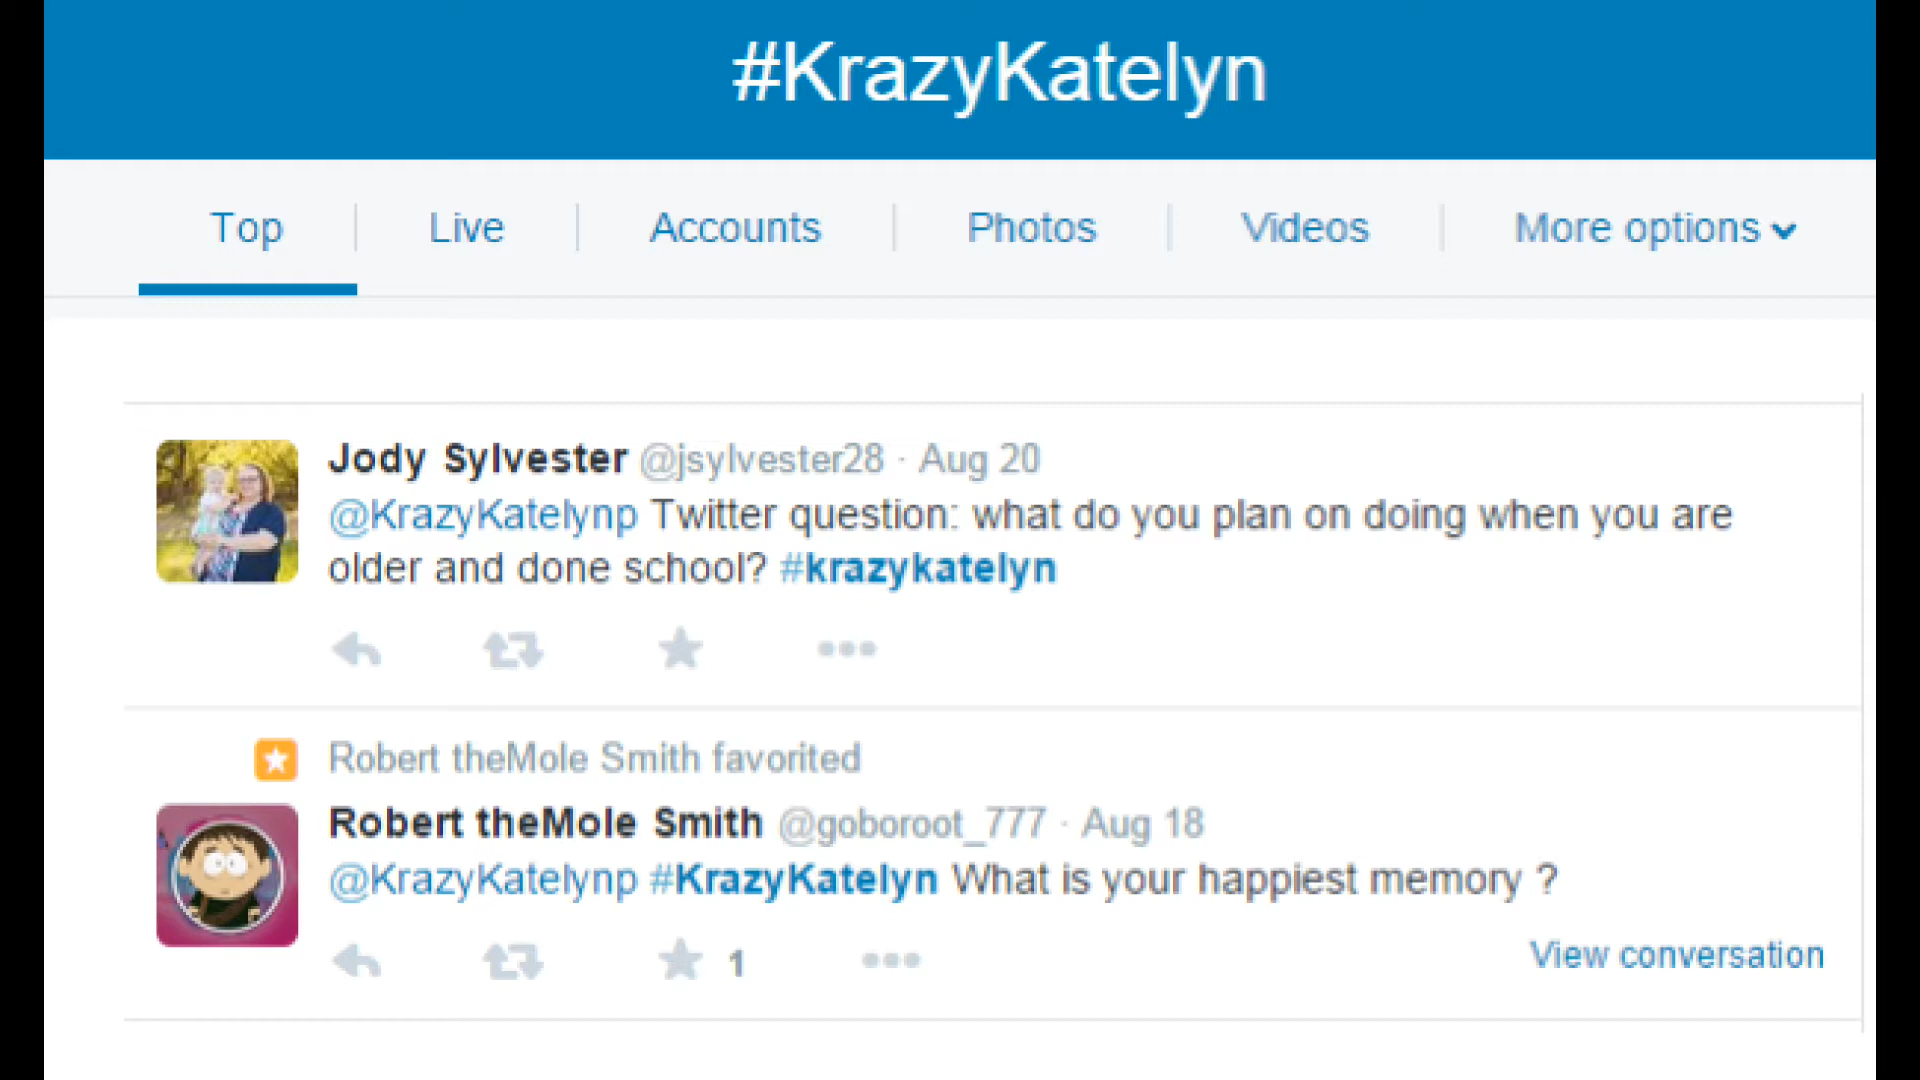 #KrazyKatelyn
Top Live Accounts Photos Videos More options
Jody Sylvester @jsylvester28 · Aug 20
@KrazyKatelynp Twitter question: what do you plan on doing when you are
older and done school? #krazykatelyn
Robert theMole Smith favorited
Robert theMole Smith @goboroot_777 · Aug 18
@KrazyKatelynp #KrazyKatelyn What is your happiest memory ?
1
View conversation